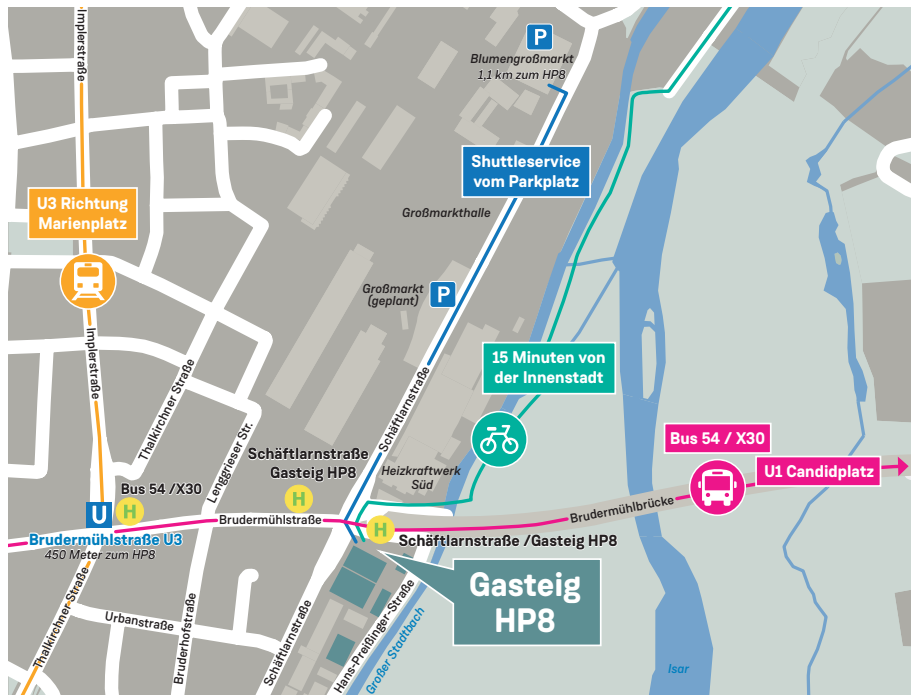 Implerstraße
P
Blumengroßmarkt
1,1 km zum HP8
Shuttleservice
vom Parkplatz
U3 Richtung
Marienplatz
Großmarkthalle
Großmarkt
(geplant)
P
Implerstraße
15 Minuten von
der Innenstadt
Thalkirchner Straße
Schäftlarnstraße
Lenggrieser Str.
Schäftlarnstraße
Gasteig HP8
Heizkraftwerk
Süd
Bus 54 / X30
U1 Candidplatz
Bus 54 /X30
H
H
U
Brudermühlstraße
Brudermühlbrücke
H
Brudermühlstraße U3
450 Meter zum HP8
Schäftlarnstraße /Gasteig HP8
Gasteig
HP8
Thalkirchner Straße
Urbanstraße
Bruderhofstraße
Schäftlarnstraße
Hans-Preißinger-Straße
Großer Stadtbach
Isar